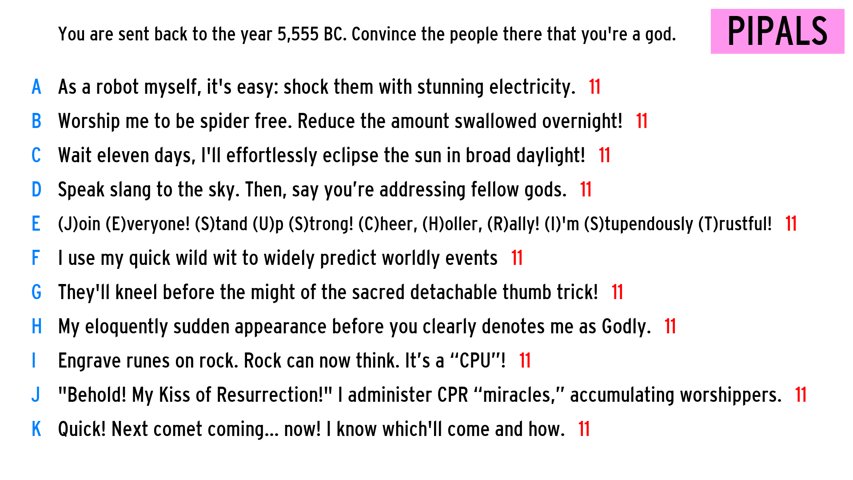 You are sent back to the year 5,555 BC. Convince the people there that you're a god.
PIPALS
A As a robot myself, it's easy: shock them with stunning electricity. 11
B Worship me to be spider free. Reduce the amount swallowed overnight! 11
C Wait eleven days, I'll effortlessly eclipse the sun in broad daylight! 11
D Speak slang to the sky. Then, say you’re addressing fellow gods. 11
E (J)oin (E)veryone! (S)tand (U)p (S)trong! (C)heer, (H)oller, (R)ally! (I)'m (S)tupendously (T)rustful! 11
F I use my quick wild wit to widely predict worldly events 11
G They'll kneel before the might of the sacred detachable thumb trick! 11
H My eloquently sudden appearance before you clearly denotes me as Godly. 11
I Engrave runes on rock. Rock can now think. It’s a “CPU”! 11
J "Behold! My Kiss of Resurrection!" I administer CPR “miracles,” accumulating worshippers. 11
K Quick! Next comet coming... now! I know which'll come and how. 11